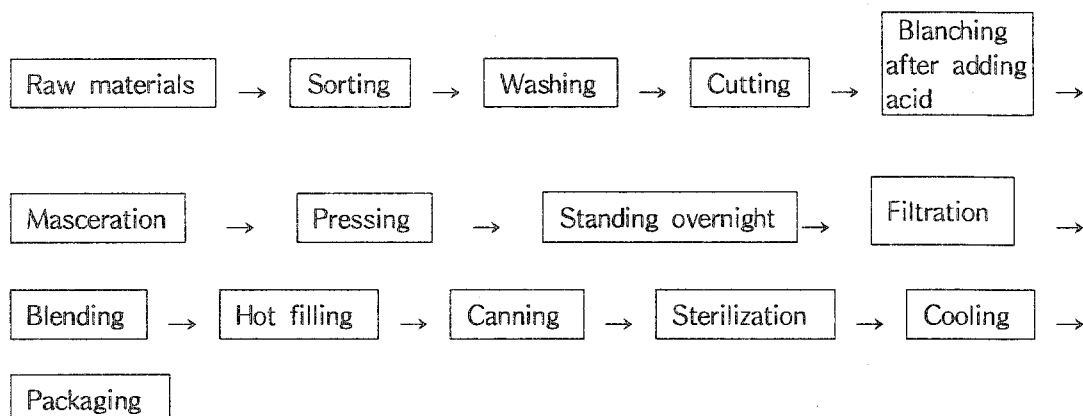 Raw materials → Sorting → Washing → Cutting → Blanching after adding acid →
Masceration → Pressing → Standing overnight → Filtration →
Blending → Hot filling → Canning → Sterilization → Cooling →
Packaging